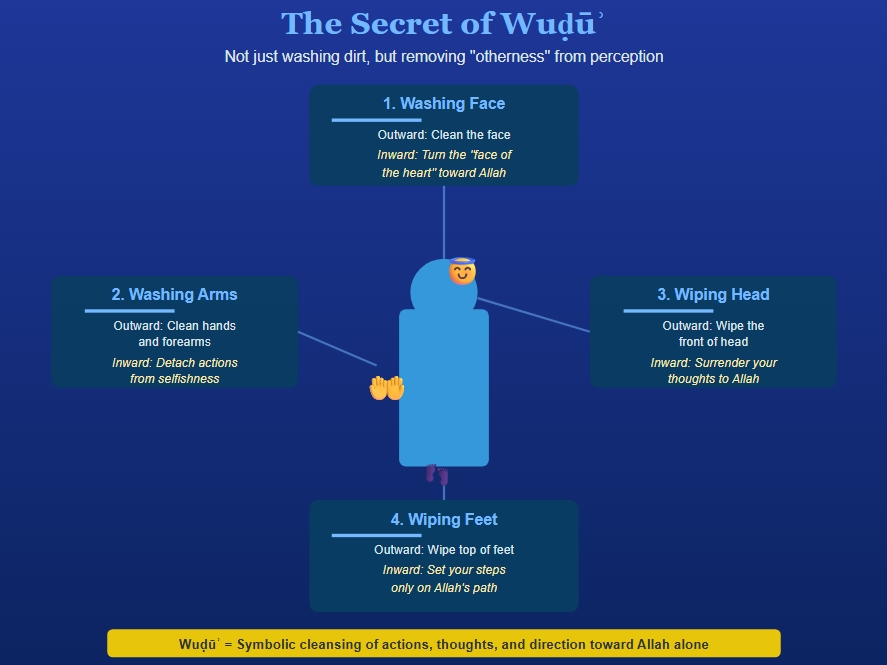 The Secret of Wuḍūʾ
Not just washing dirt, but removing "otherness" from perception
1. Washing Face
Outward: Clean the face
Inward: Turn the "face of
the heart" toward Allah
2. Washing Arms
Outward: Clean hands
and forearms
Inward: Detach actions
from selfishness
3. Wiping Head
Outward: Wipe the
front of head
Inward: Surrender your
thoughts to Allah
4. Wiping Feet
Outward: Wipe top of feet
Inward: Set your steps
only on Allah's path
Wuḍūʾ = Symbolic cleansing of actions, thoughts, and direction toward Allah alone